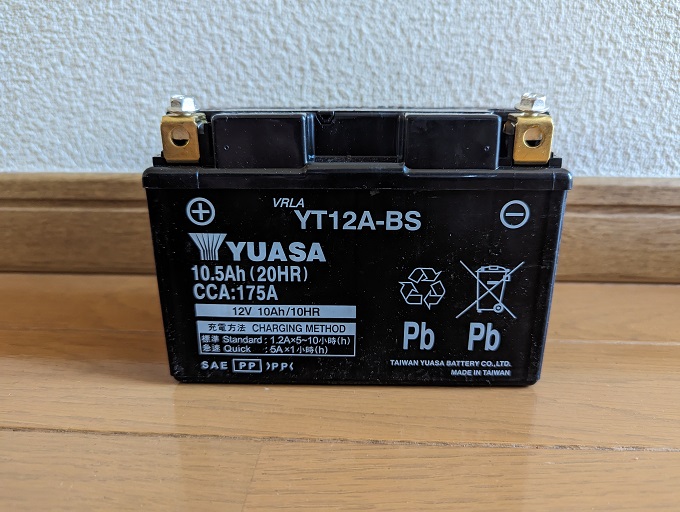 VRLA
YT12A-BS
YUASA
10.5Ah (20HR)
CCA:175A
12V 10Ah/10HR
充電方法 CHARGING METHOD
標準 Standard : 1.2A×5~10小時(h)
急速 Quick : 5A×1小時(h)
SAE PP >PP<
Pb Pb
TAIWAN YUASA BATTERY CO.,LTD.
MADE IN TAIWAN